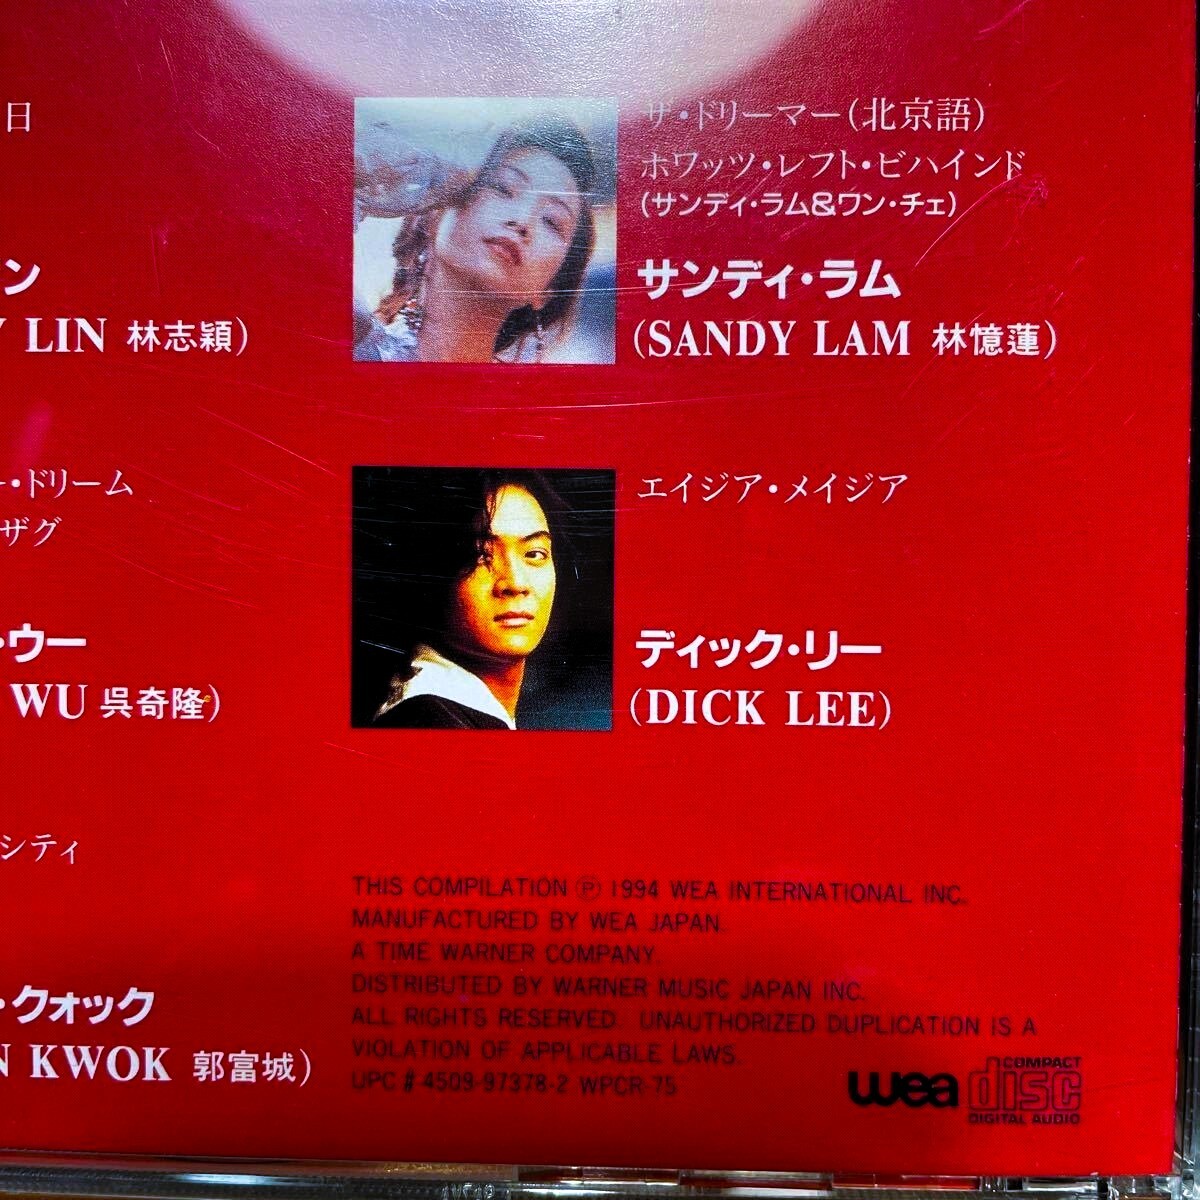 日
ン
Y LIN 林志穎)
ー・ドリーム
ザグ
・ウー
WU 呉奇隆)
シティ
・クォック
N KWOK 郭富城)
ザ・ドリーマー(北京語)
ホワッツ・レフト・ビハインド
(サンディ・ラム&ワン・チェ)
サンディ・ラム
(SANDY LAM 林憶蓮)
エイジア・メイジア
ディック・リー
(DICK LEE)
THIS COMPILATION Ⓟ 1994 WEA INTERNATIONAL INC.
MANUFACTURED BY WEA JAPAN.
A TIME WARNER COMPANY.
DISTRIBUTED BY WARNER MUSIC JAPAN INC.
ALL RIGHTS RESERVED. UNAUTHORIZED DUPLICATION IS A
VIOLATION OF APPLICABLE LAWS.
UPC # 4509-97378-2 WPCR-75
wea
COMPACT
disc
DIGITAL AUDIO